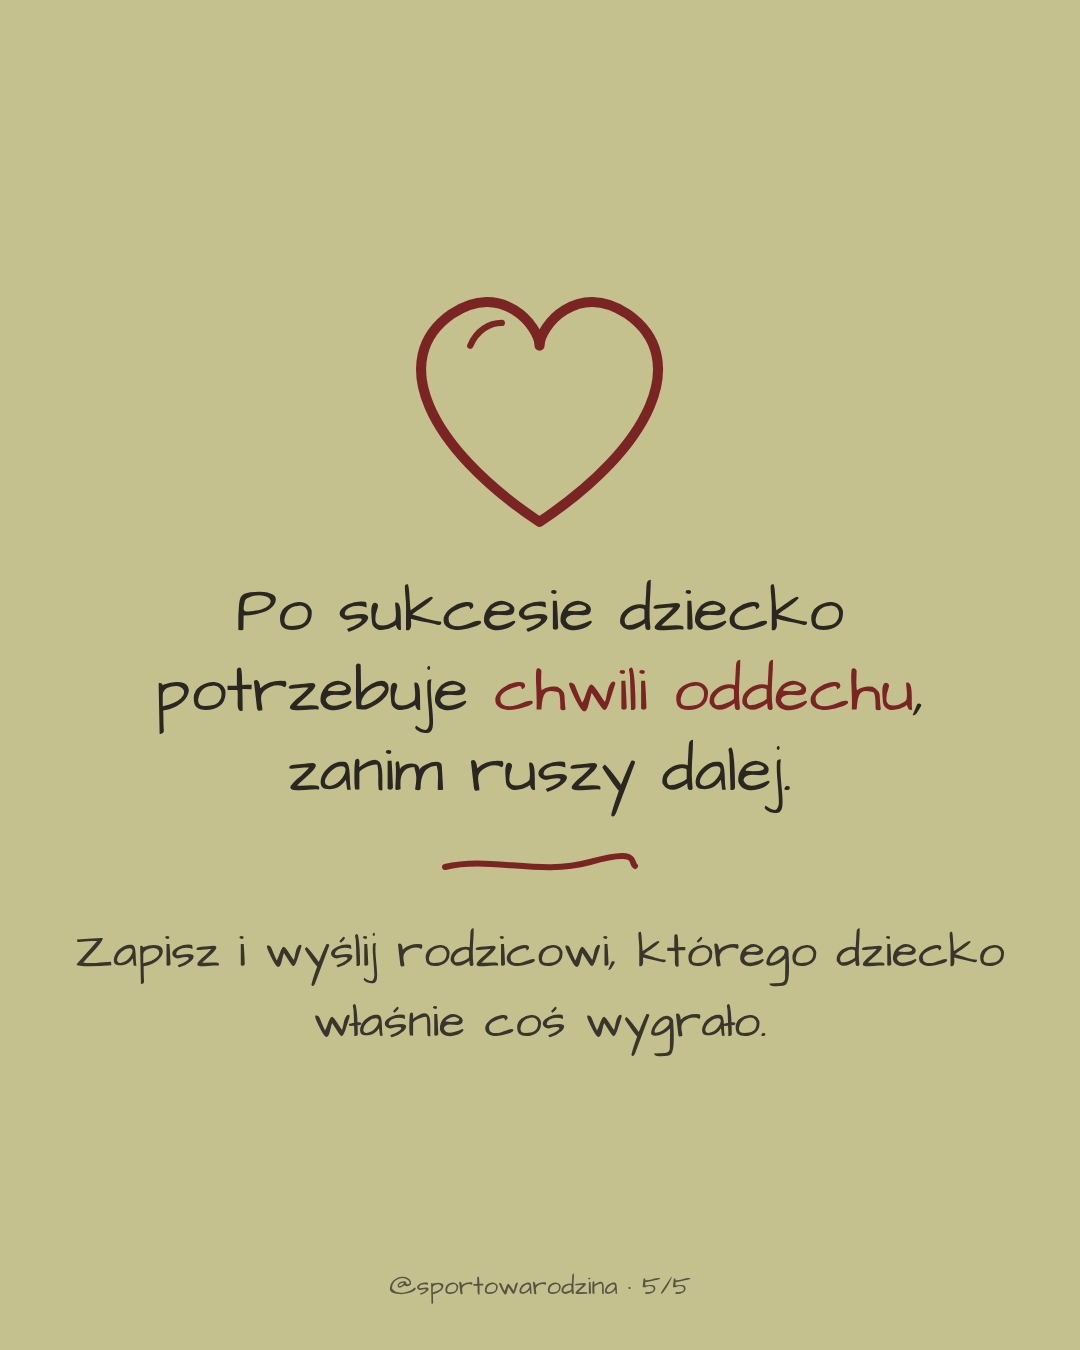 Po sukcesie dziecko
potrzebuje chwili oddechu,
zanim ruszy dalej.
Zapisz i wyślij rodzicowi, którego dziecko
właśnie coś wygrało.
@sportowarodzina · 5/5